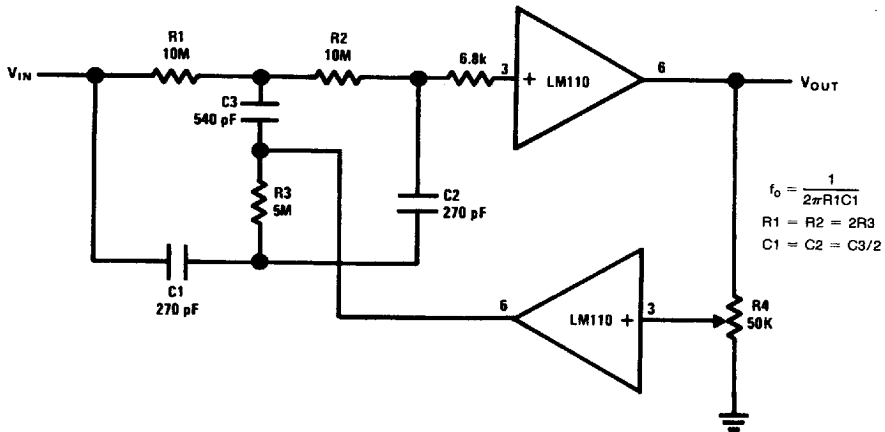 R1
10M
R2
10M
6.8k
3
+
LM110
6
VIN
VOUT
C3
540 pF
R3
5M
C2
270 pF
fo = 1/2πR1C1
R1 = R2 = 2R3
C1 = C2 = C3/2
C1
270 pF
6
LM110
+
3
R4
50K